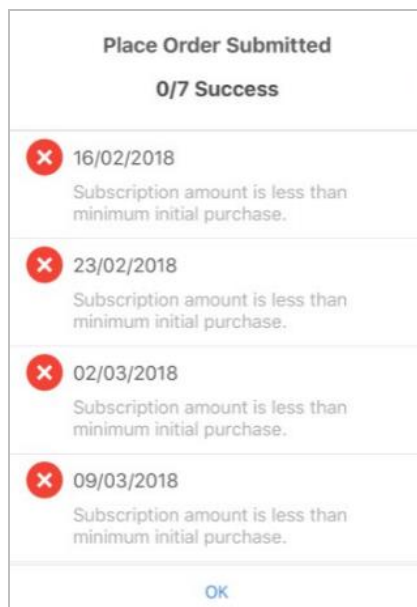 Place Order Submitted
0/7 Success
16/02/2018
Subscription amount is less than
minimum initial purchase.
23/02/2018
Subscription amount is less than
minimum initial purchase.
02/03/2018
Subscription amount is less than
minimum initial purchase.
09/03/2018
Subscription amount is less than
minimum initial purchase.
OK